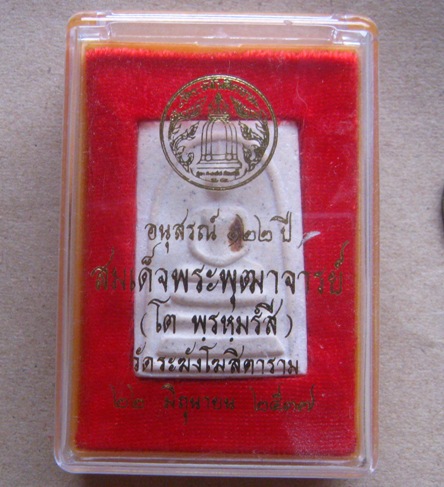 อนุสรณ์ ๑๒๒ ปี
สมเด็จพระพุฒาจารย์
(โต พฺรหฺมรํสี)
วัดระฆังโฆสิตาราม
๒๒ มิถุนายน ๒๕๓๗